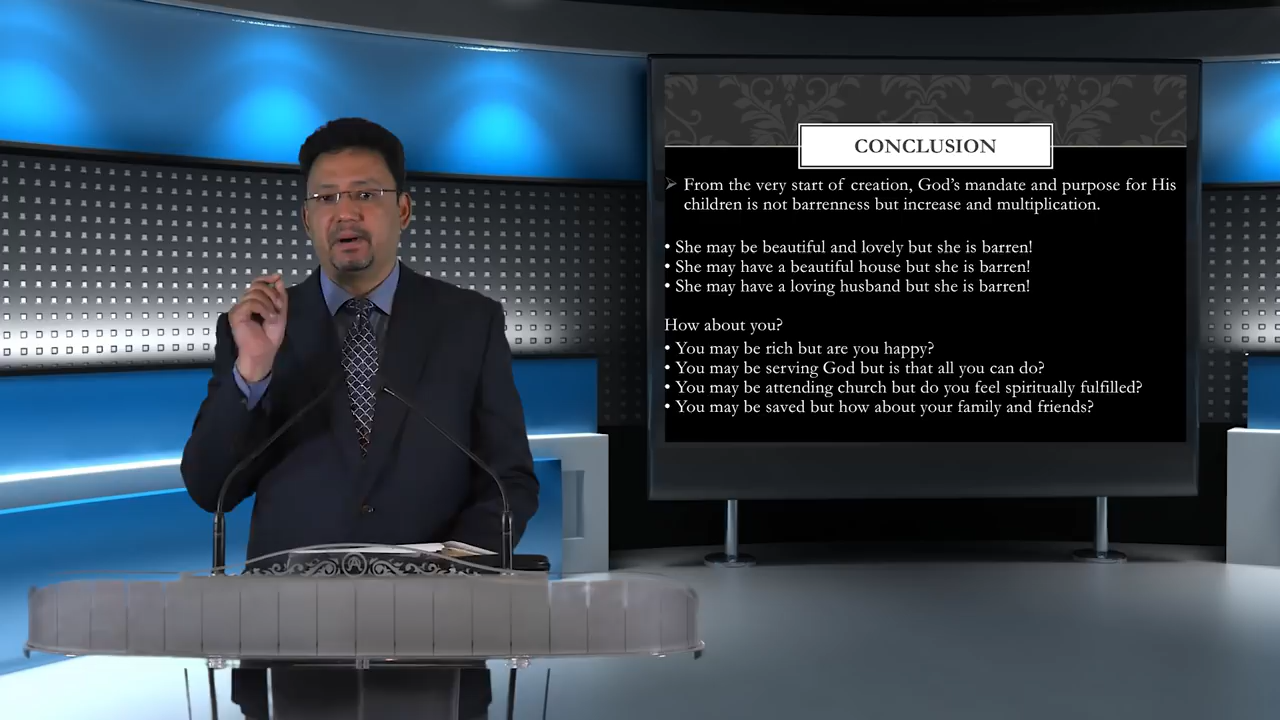 CONCLUSION
➢ From the very start of creation, God's mandate and purpose for His
children is not barrenness but increase and multiplication.
• She may be beautiful and lovely but she is barren!
• She may have a beautiful house but she is barren!
• She may have a loving husband but she is barren!
How about you?
• You may be rich but are you happy?
• You may be serving God but is that all you can do?
• You may be attending church but do you feel spiritually fulfilled?
• You may be saved but how about your family and friends?